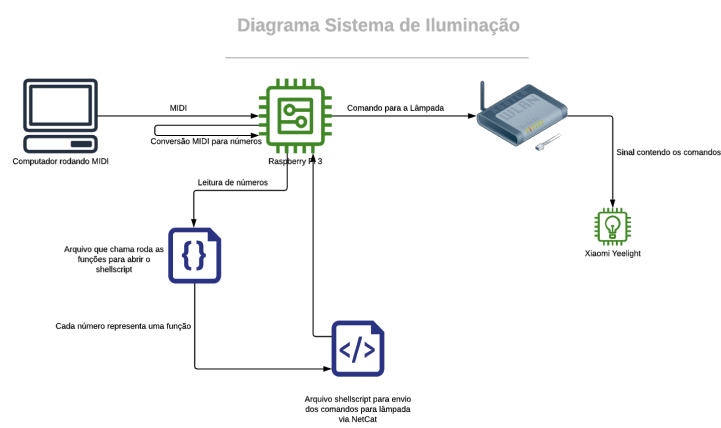 Diagrama Sistema de Iluminação
MIDI
Comando para a Lâmpada
WLAN
Conversão MIDI para números
Sinal contendo os comandos
Computador rodando MIDI
Raspberry Pi 3
Leitura de números
Arquivo que chama roda as
funções para abrir o
shellscript
{}
Xiaomi Yeelight
Cada número representa uma função
</>
Arquivo shellscript para envio
dos comandos para lâmpada
via NetCat